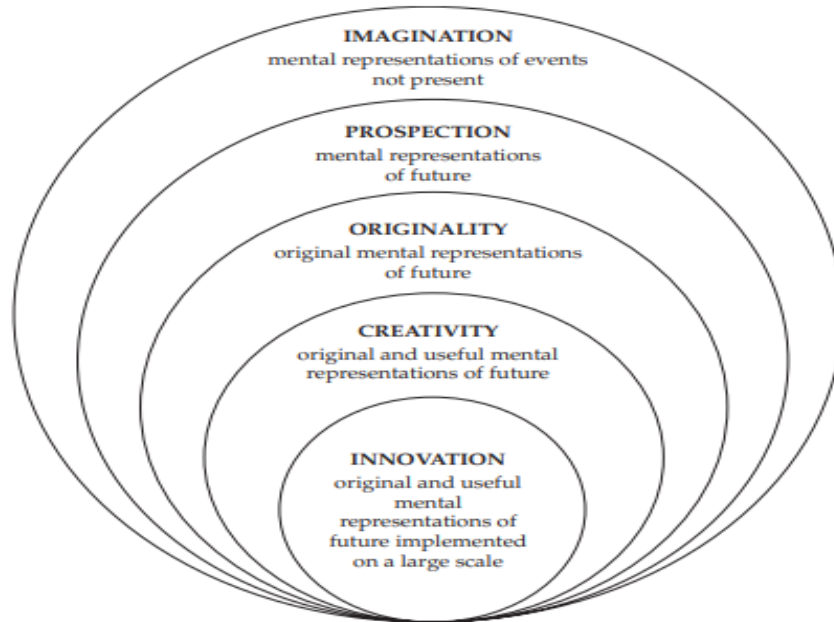 IMAGINATION
mental representations of events
not present
PROSPECTION
mental representations
of future
ORIGINALITY
original mental representations
of future
CREATIVITY
original and useful mental
representations of future
INNOVATION
original and useful
mental
representations of
future implemented
on a large scale